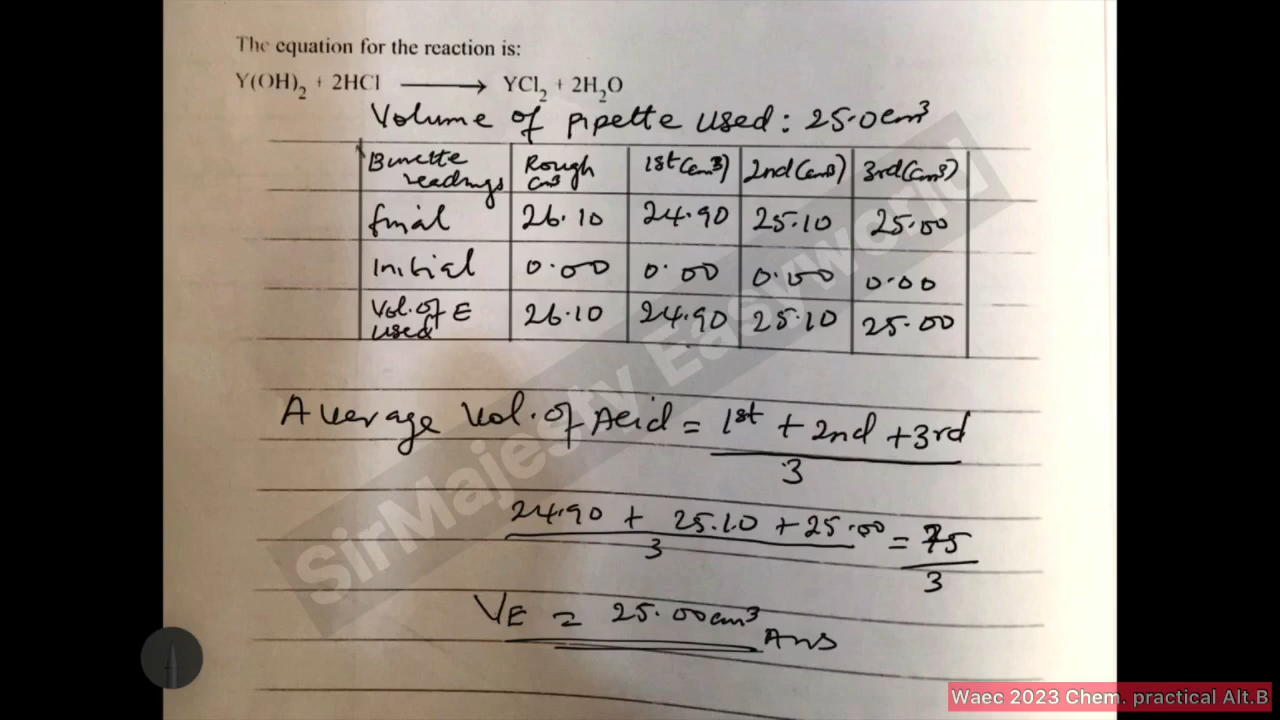 The equation for the reaction is:
Y(OH)₂ + 2HCl ⟶ YCl₂ + 2H₂O
Volume of pipette used: 25.0cm³
Burette readings | Rough cm³ | 1st (cm³) | 2nd (cm³) | 3rd (cm³)
final | 26.10 | 24.90 | 25.10 | 25.00
Initial | 0.00 | 0.00 | 0.00 | 0.00
Vol. of E used | 26.10 | 24.90 | 25.10 | 25.00
Average Vol. of Acid = 1st + 2nd + 3rd
3
24.90 + 25.10 + 25.00 = 75
3 3
VE = 25.00cm³ Ans
SirMajesty Easyworld
Waec 2023 Chem. practical Alt.B